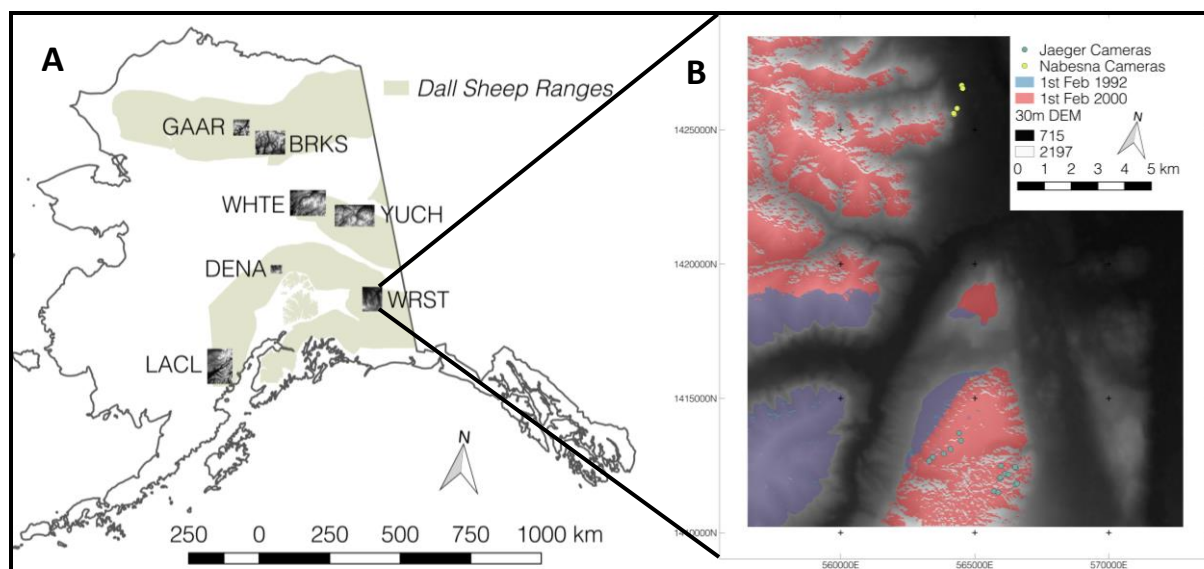 A
Dall Sheep Ranges
GAAR
BRKS
WHTE
YUCH
DENA
WRST
LACL
N
250 0 250 500 750 1000 km
B
Jaeger Cameras
Nabesna Cameras
1st Feb 1992
1st Feb 2000
30m DEM
715
2197
N
0 1 2 3 4 5 km
1425000N
1420000N
1415000N
1410000N
560000E 565000E 570000E